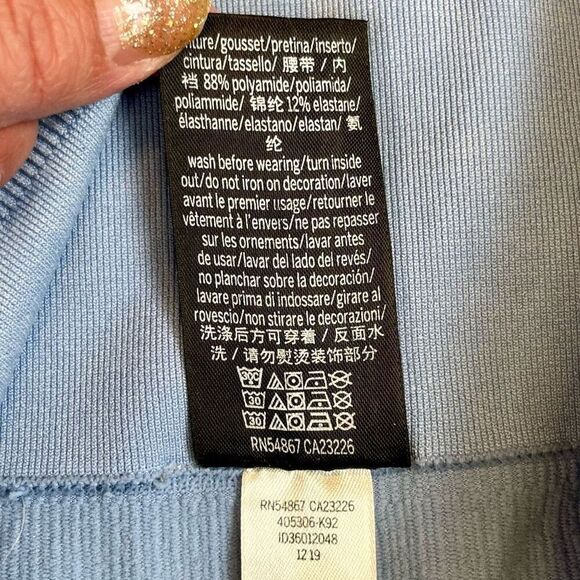 /gousset/pretina/inserto/
cintura/tassello/ 腰带 / 内
裆 88% polyamide/poliamida/
poliammide/ 锦纶 12% elastane/
élasthanne/elastano/elastan/ 氨
纶
wash before wearing/turn inside
out/do not iron on decoration/laver
avant le premier usage/retourner le
vêtement à l'envers/ne pas repasser
sur les ornements/lavar antes
de usar/lavar del lado del revés/
no planchar sobre la decoración/
lavare prima di indossare/girare al
rovescio/non stirare le decorazioni/
洗涤后方可穿着 / 反面水
洗 / 请勿熨烫装饰部分
30C
30
RN54867 CA23226
RN54867 CA23226
405306-K92
ID36012048
12 19